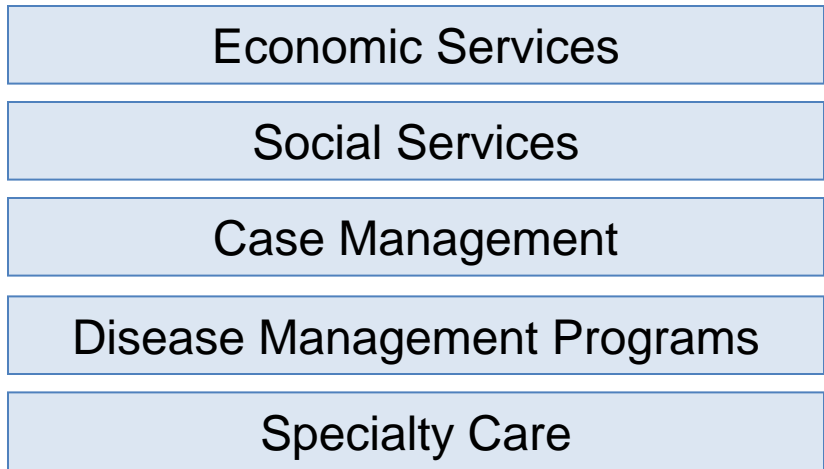 Economic Services
Social Services
Case Management
Disease Management Programs
Specialty Care